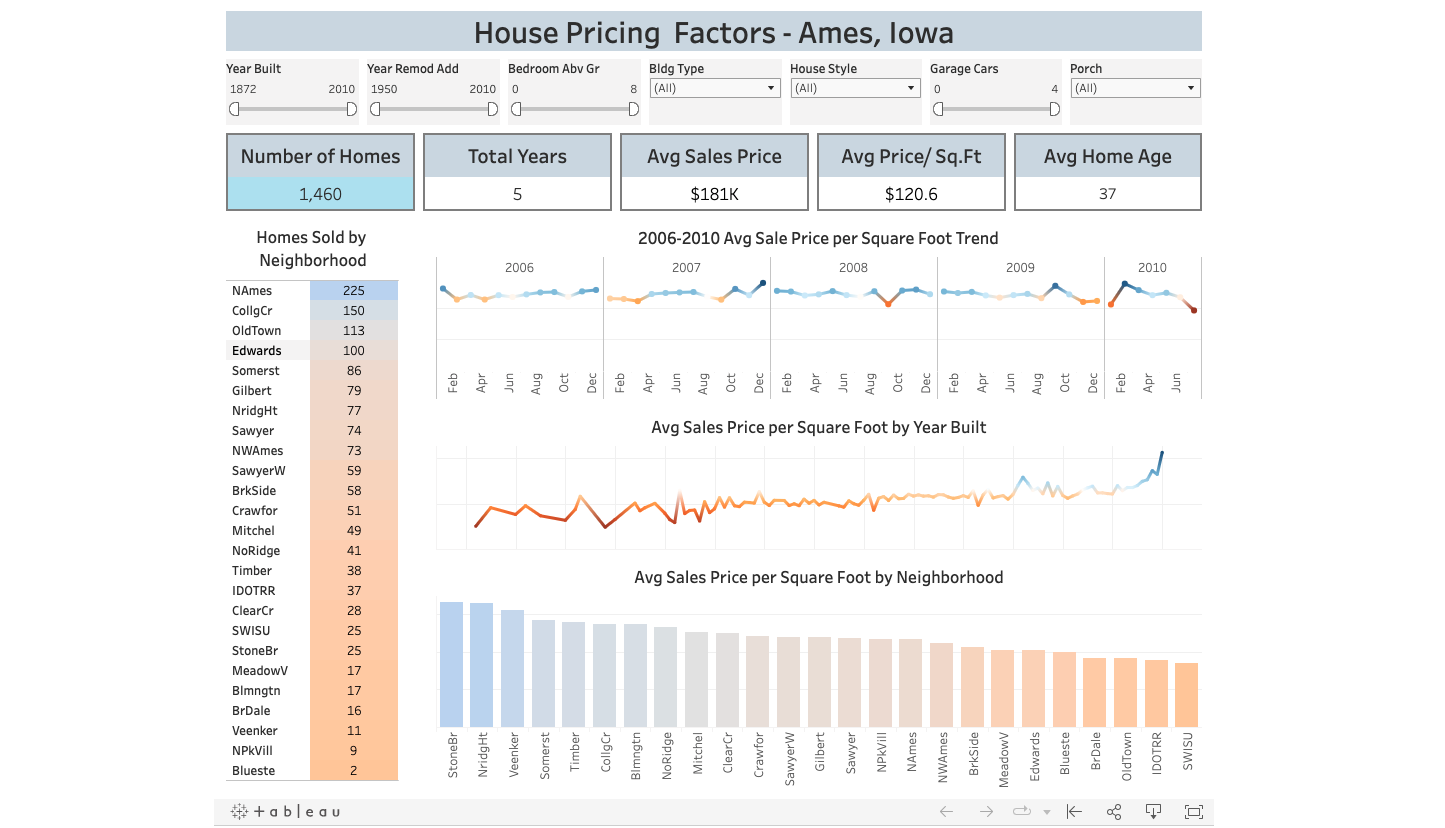 House Pricing  Factors - Ames, Iowa
Year Built
1872 2010
Year Remod Add
1950 2010
Bedroom Abv Gr
0 8
Bldg Type
(All)
House Style
(All)
Garage Cars
0 4
Porch
(All)
Number of Homes
1,460
Total Years
5
Avg Sales Price
$181K
Avg Price/ Sq.Ft
$120.6
Avg Home Age
37
Homes Sold by
Neighborhood
NAmes 225
CollgCr 150
OldTown 113
Edwards 100
Somerst 86
Gilbert 79
NridgHt 77
Sawyer 74
NWAmes 73
SawyerW 59
BrkSide 58
Crawfor 51
Mitchel 49
NoRidge 41
Timber 38
IDOTRR 37
ClearCr 28
SWISU 25
StoneBr 25
MeadowV 17
Blmngtn 17
BrDale 16
Veenker 11
NPkVill 9
Blueste 2
2006-2010 Avg Sale Price per Square Foot Trend
2006 2007 2008 2009 2010
Feb Apr Jun Aug Oct Dec Feb Apr Jun Aug Oct Dec Feb Apr Jun Aug Oct Dec Feb Apr Jun Aug Oct Dec Feb Apr Jun
Avg Sales Price per Square Foot by Year Built
Avg Sales Price per Square Foot by Neighborhood
StoneBr NridgHt Veenker Somerst Timber CollgCr Blmngtn NoRidge Mitchel ClearCr Crawfor SawyerW Gilbert Sawyer NPkVill NAmes NWAmes BrkSide MeadowV Edwards Blueste BrDale OldTown IDOTRR SWISU
tableau